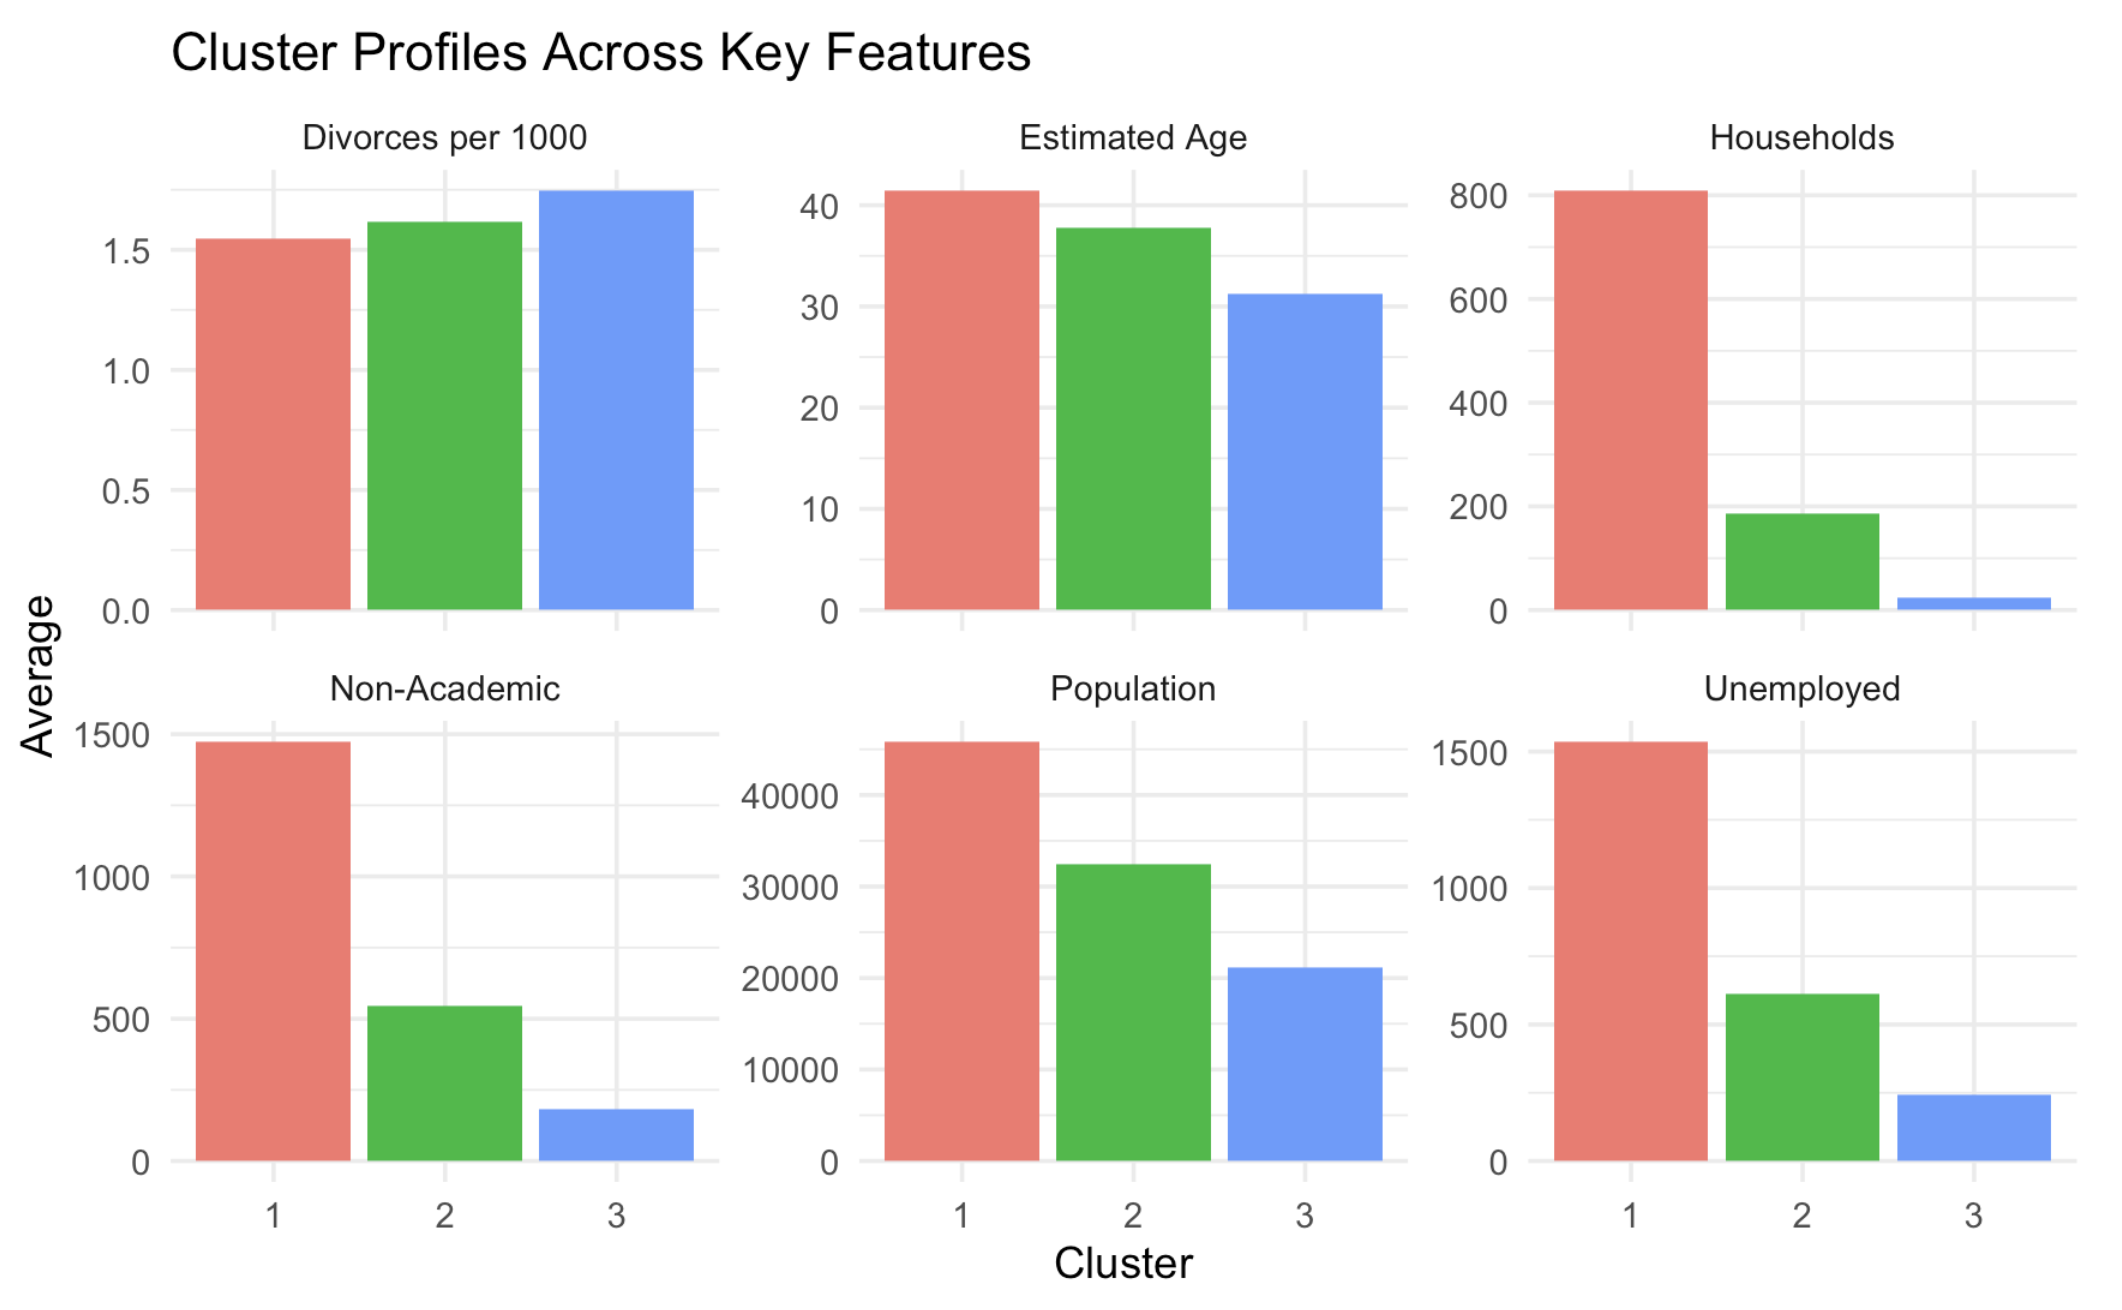 Cluster Profiles Across Key Features
Divorces per 1000
Estimated Age
Households
1.5
1.0
0.5
0.0
40
30
20
10
0
800
600
400
200
0
Average
Non-Academic
Population
Unemployed
1500
1000
500
0
40000
30000
20000
10000
0
1500
1000
500
0
1 2 3
1 2 3
1 2 3
Cluster